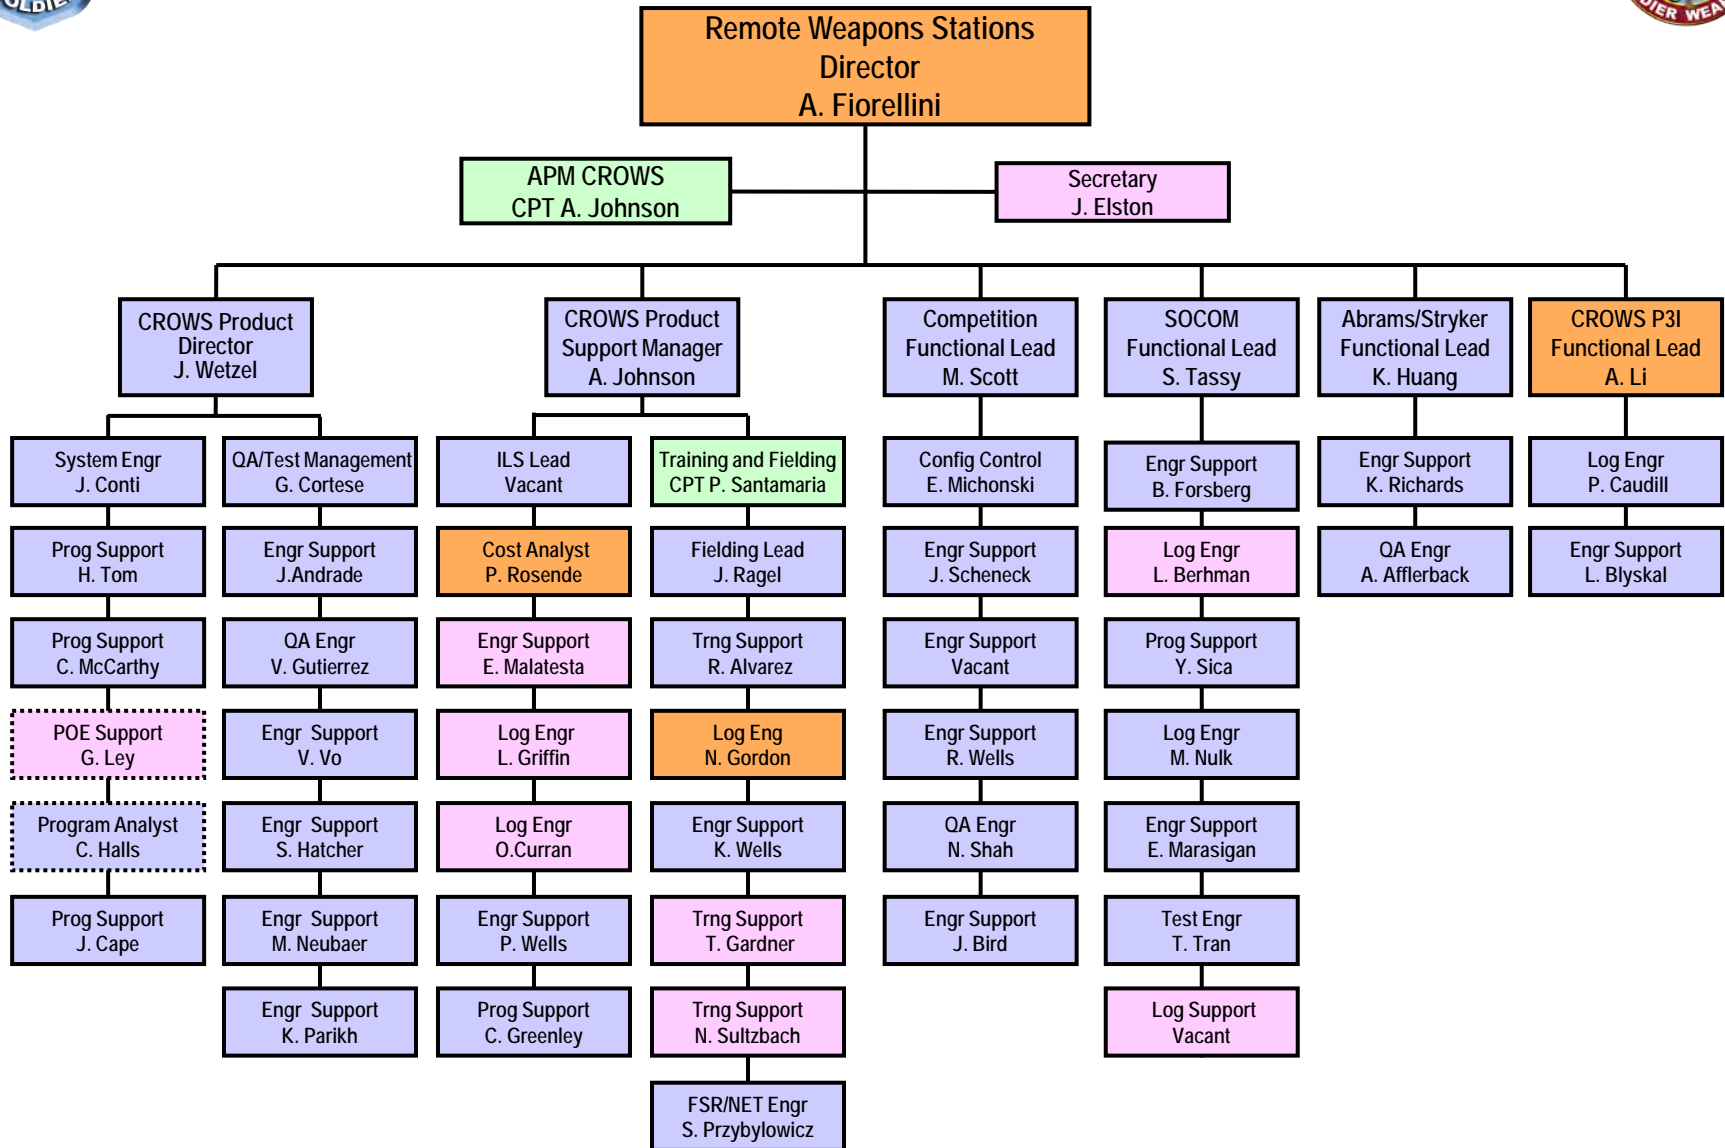 OLDIE
DIER WEA
Remote Weapons Stations
Director
A. Fiorellini
APM CROWS
CPT A. Johnson
Secretary
J. Elston
CROWS Product
Director
J. Wetzel
CROWS Product
Support Manager
A. Johnson
Competition
Functional Lead
M. Scott
SOCOM
Functional Lead
S. Tassy
Abrams/Stryker
Functional Lead
K. Huang
CROWS P3I
Functional Lead
A. Li
System Engr
J. Conti
Prog Support
H. Tom
Prog Support
C. McCarthy
POE Support
G. Ley
Program Analyst
C. Halls
Prog Support
J. Cape
QA/Test Management
G. Cortese
Engr Support
J.Andrade
QA Engr
V. Gutierrez
Engr Support
V. Vo
Engr Support
S. Hatcher
Engr Support
M. Neubaer
Engr Support
K. Parikh
ILS Lead
Vacant
Cost Analyst
P. Rosende
Engr Support
E. Malatesta
Log Engr
L. Griffin
Log Engr
O.Curran
Engr Support
P. Wells
Prog Support
C. Greenley
Training and Fielding
CPT P. Santamaria
Fielding Lead
J. Ragel
Trng Support
R. Alvarez
Log Eng
N. Gordon
Engr Support
K. Wells
Trng Support
T. Gardner
Trng Support
N. Sultzbach
FSR/NET Engr
S. Przybylowicz
Config Control
E. Michonski
Engr Support
J. Scheneck
Engr Support
Vacant
Engr Support
R. Wells
QA Engr
N. Shah
Engr Support
J. Bird
Engr Support
B. Forsberg
Log Engr
L. Berhman
Prog Support
Y. Sica
Log Engr
M. Nulk
Engr Support
E. Marasigan
Test Engr
T. Tran
Log Support
Vacant
Engr Support
K. Richards
QA Engr
A. Afflerback
Log Engr
P. Caudill
Engr Support
L. Blyskal